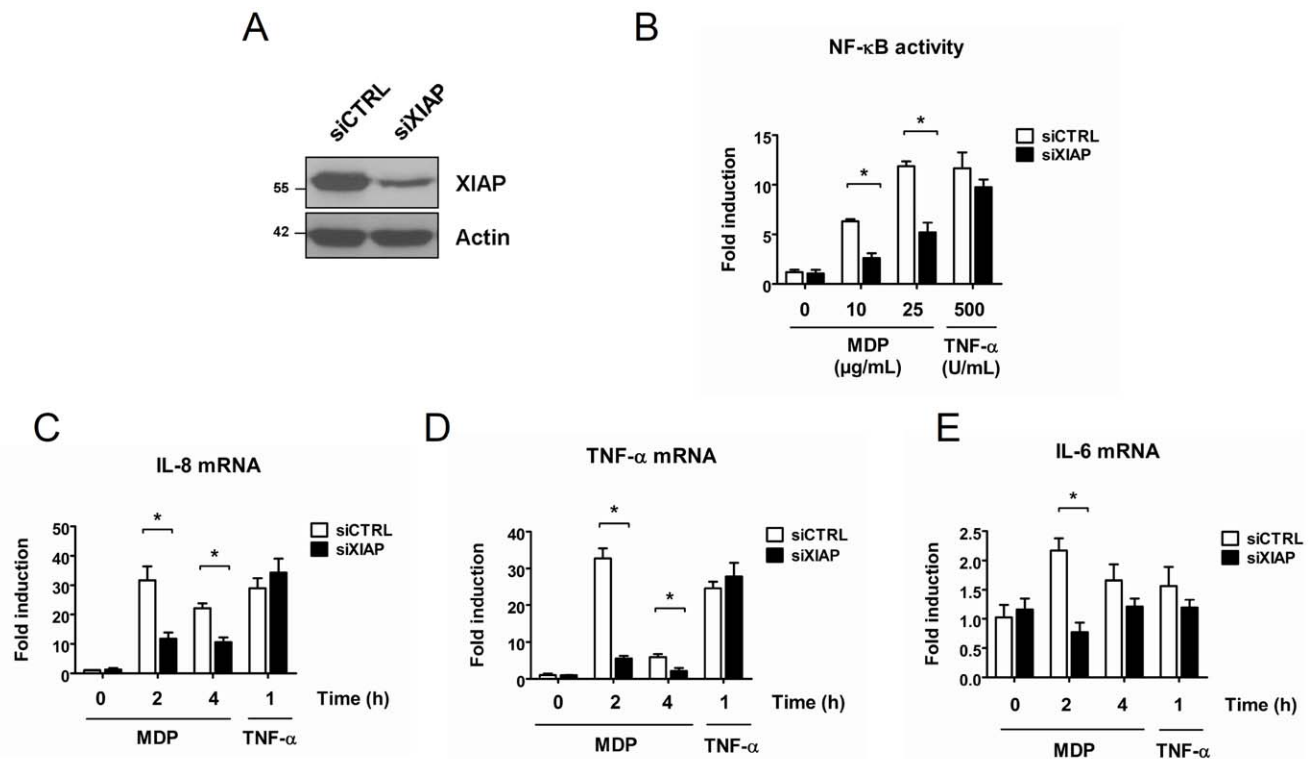 A
siCTRL
siXIAP
55
XIAP
42
Actin
B
NF-κB activity
*
*
siCTRL
siXIAP
15
10
5
0
Fold induction
0 10 25 500
MDP
(µg/mL)
TNF-α
(U/mL)
C
IL-8 mRNA
*
*
siCTRL
siXIAP
50
40
30
20
10
0
Fold induction
0 2 4 1 Time (h)
MDP TNF-α
D
TNF-α mRNA
*
*
siCTRL
siXIAP
40
30
20
10
0
Fold induction
0 2 4 1 Time (h)
MDP TNF-α
E
IL-6 mRNA
*
siCTRL
siXIAP
2.5
2.0
1.5
1.0
0.5
0.0
Fold induction
0 2 4 1 Time (h)
MDP TNF-α